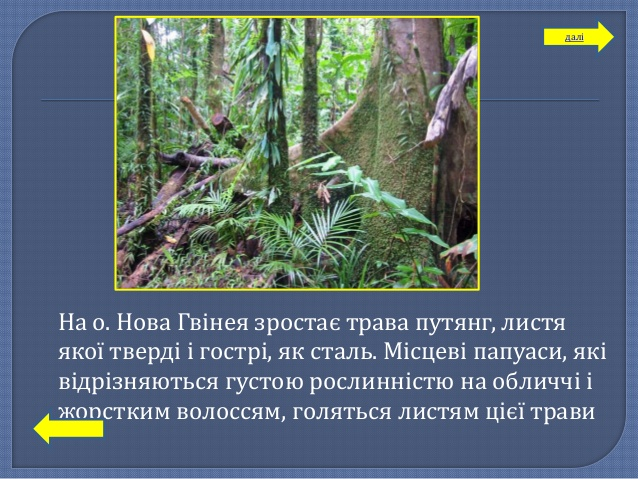 далі
На о. Нова Гвінея зростає трава путянг, листя
якої тверді і гострі, як сталь. Місцеві папуаси, які
відрізняються густою рослинністю на обличчі і
жорстким волоссям, голяться листям цієї трави